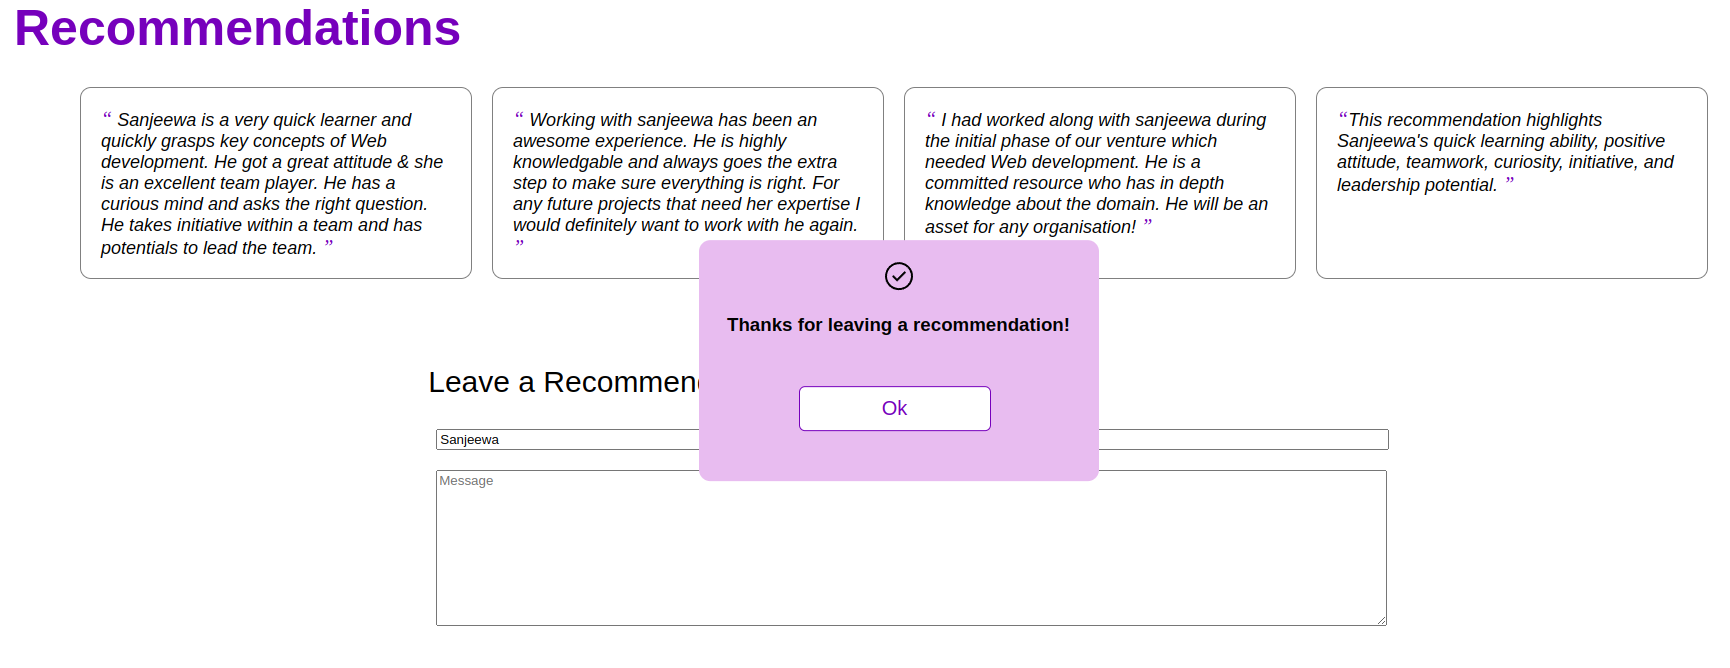 Recommendations
“ Sanjeewa is a very quick learner and
quickly grasps key concepts of Web
development. He got a great attitude & she
is an excellent team player. He has a
curious mind and asks the right question.
He takes initiative within a team and has
potentials to lead the team. ”
“ Working with sanjeewa has been an
awesome experience. He is highly
knowledgable and always goes the extra
step to make sure everything is right. For
any future projects that need her expertise I
would definitely want to work with he again.
”
“ I had worked along with sanjeewa during
the initial phase of our venture which
needed Web development. He is a
committed resource who has in depth
knowledge about the domain. He will be an
asset for any organisation! ”
“This recommendation highlights
Sanjeewa's quick learning ability, positive
attitude, teamwork, curiosity, initiative, and
leadership potential. ”
Thanks for leaving a recommendation!
Ok
Leave a Recommen
Sanjeewa
Message